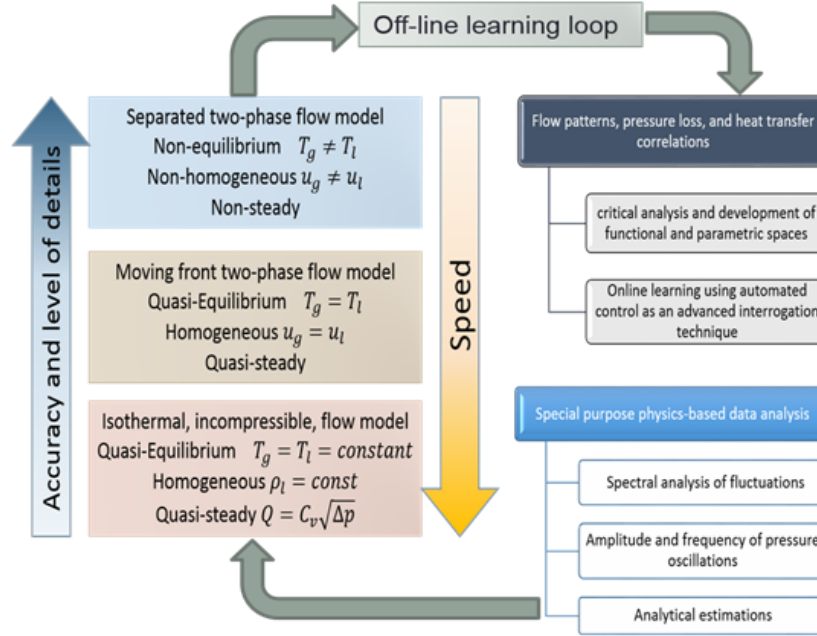 Off-line learning loop
Accuracy and level of details
Separated two-phase flow model
Non-equilibrium T_g ≠ T_l
Non-homogeneous u_g ≠ u_l
Non-steady
Moving front two-phase flow model
Quasi-Equilibrium T_g = T_l
Homogeneous u_g = u_l
Quasi-steady
Isothermal, incompressible, flow model
Quasi-Equilibrium T_g = T_l = constant
Homogeneous ρ_l = const
Quasi-steady Q = C_v√Δp
Speed
Flow patterns, pressure loss, and heat transfer
correlations
critical analysis and development of
functional and parametric spaces
Online learning using automated
control as an advanced interrogation
technique
Special purpose physics-based data analysis
Spectral analysis of fluctuations
Amplitude and frequency of pressure
oscillations
Analytical estimations